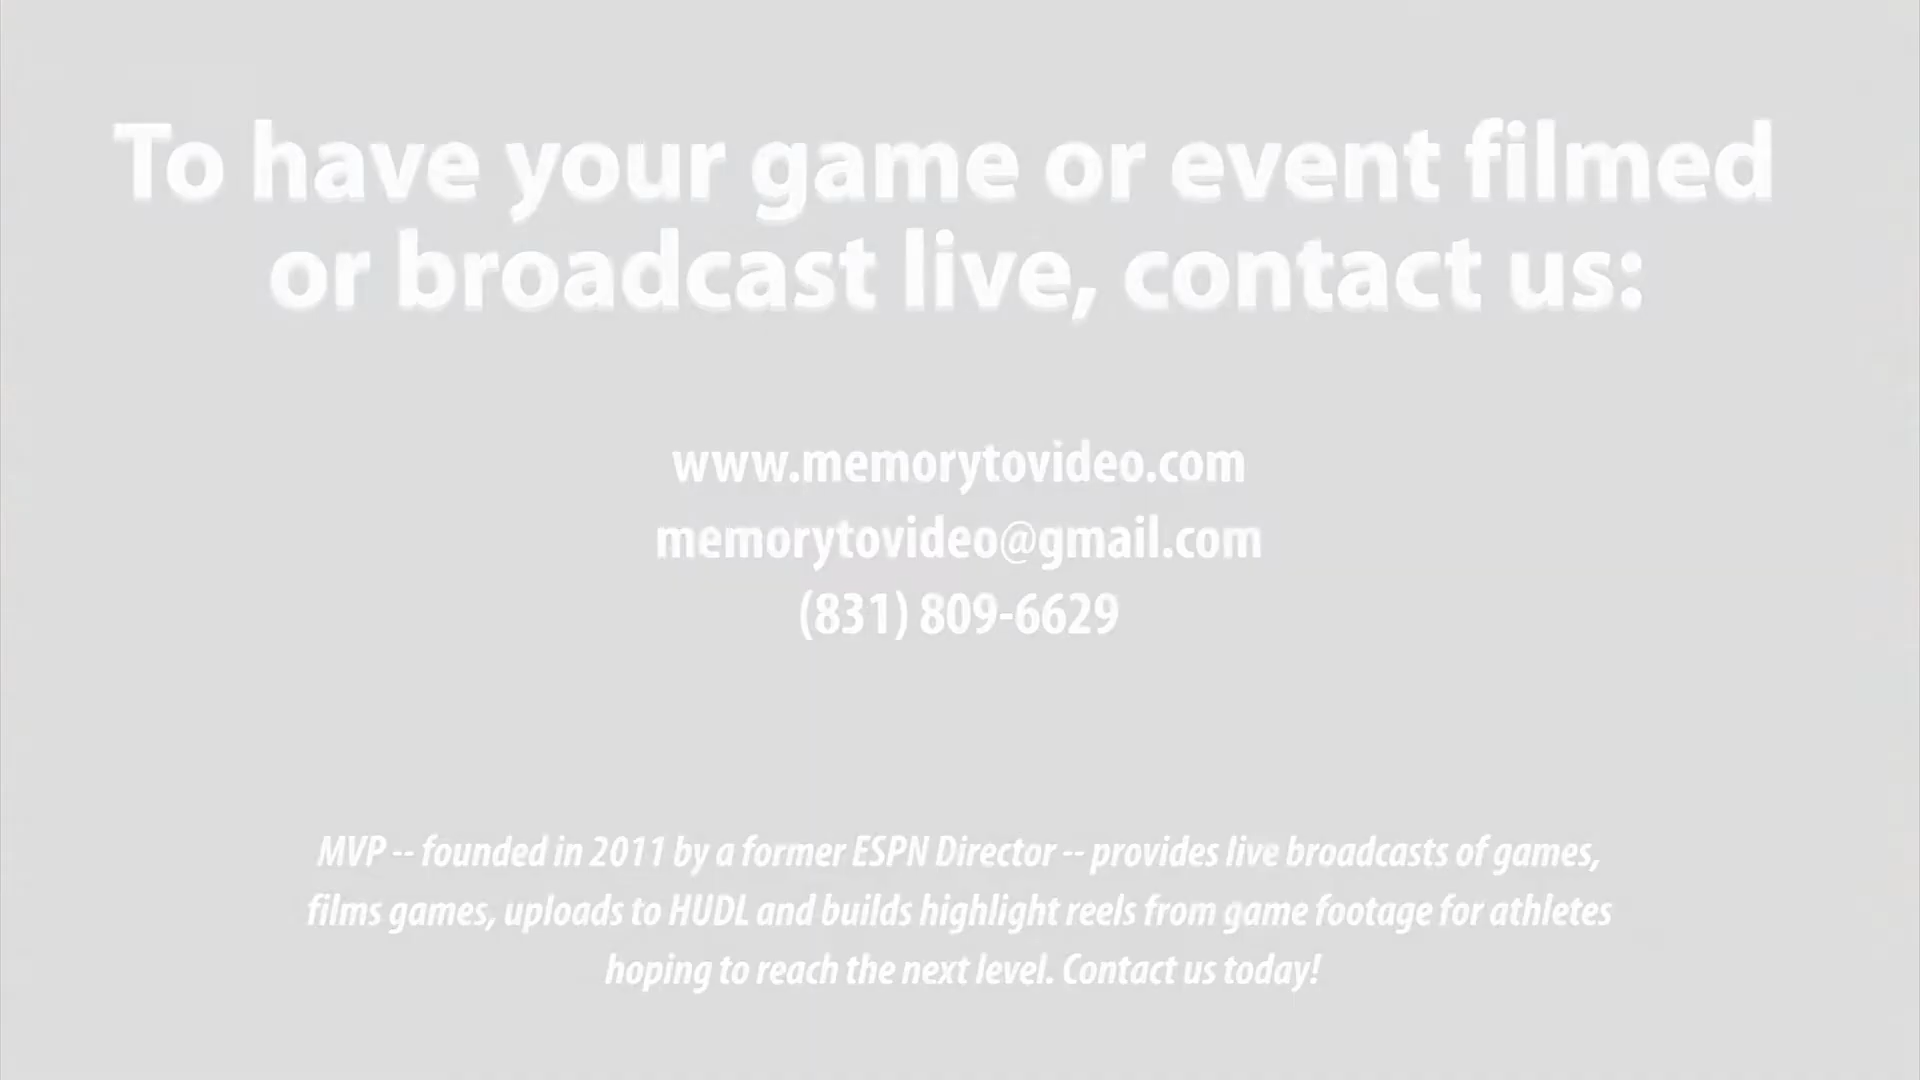 To have your game or event filmed
or broadcast live, contact us:
www.memorytovideo.com
memorytovideo@gmail.com
(831) 809-6629
MVP -- founded in 2011 by a former ESPN Director -- provides live broadcasts of games,
films games, uploads to HUDL and builds highlight reels from game footage for athletes
hoping to reach the next level. Contact us today!